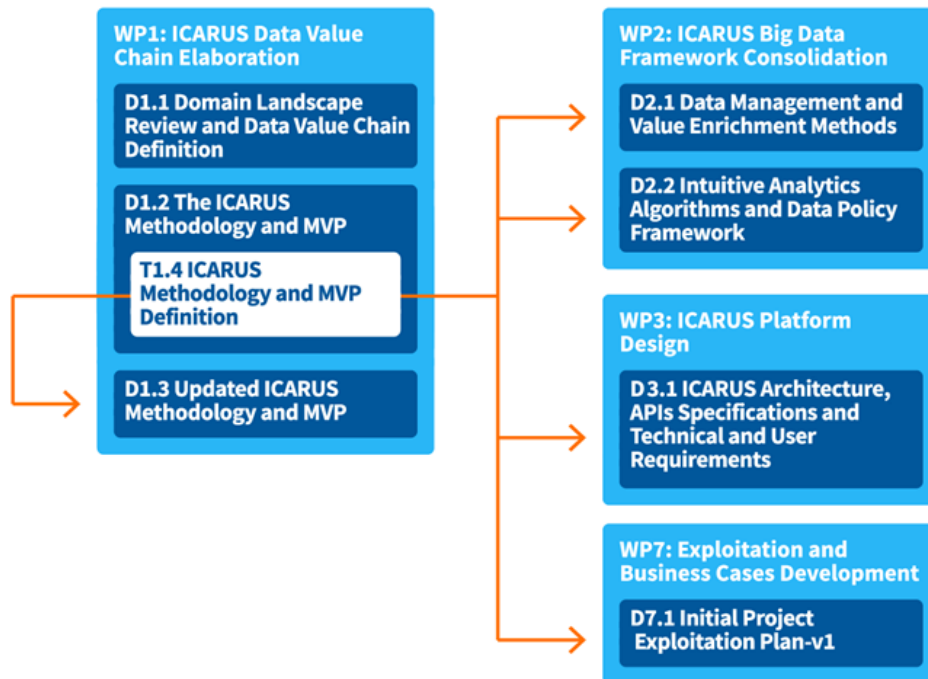 WP1: ICARUS Data Value
Chain Elaboration
D1.1 Domain Landscape
Review and Data Value Chain
Definition
D1.2 The ICARUS
Methodology and MVP
T1.4 ICARUS
Methodology and MVP
Definition
D1.3 Updated ICARUS
Methodology and MVP
WP2: ICARUS Big Data
Framework Consolidation
D2.1 Data Management and
Value Enrichment Methods
D2.2 Intuitive Analytics
Algorithms and Data Policy
Framework
WP3: ICARUS Platform
Design
D3.1 ICARUS Architecture,
APIs Specifications and
Technical and User
Requirements
WP7: Exploitation and
Business Cases Development
D7.1 Initial Project
Exploitation Plan-v1